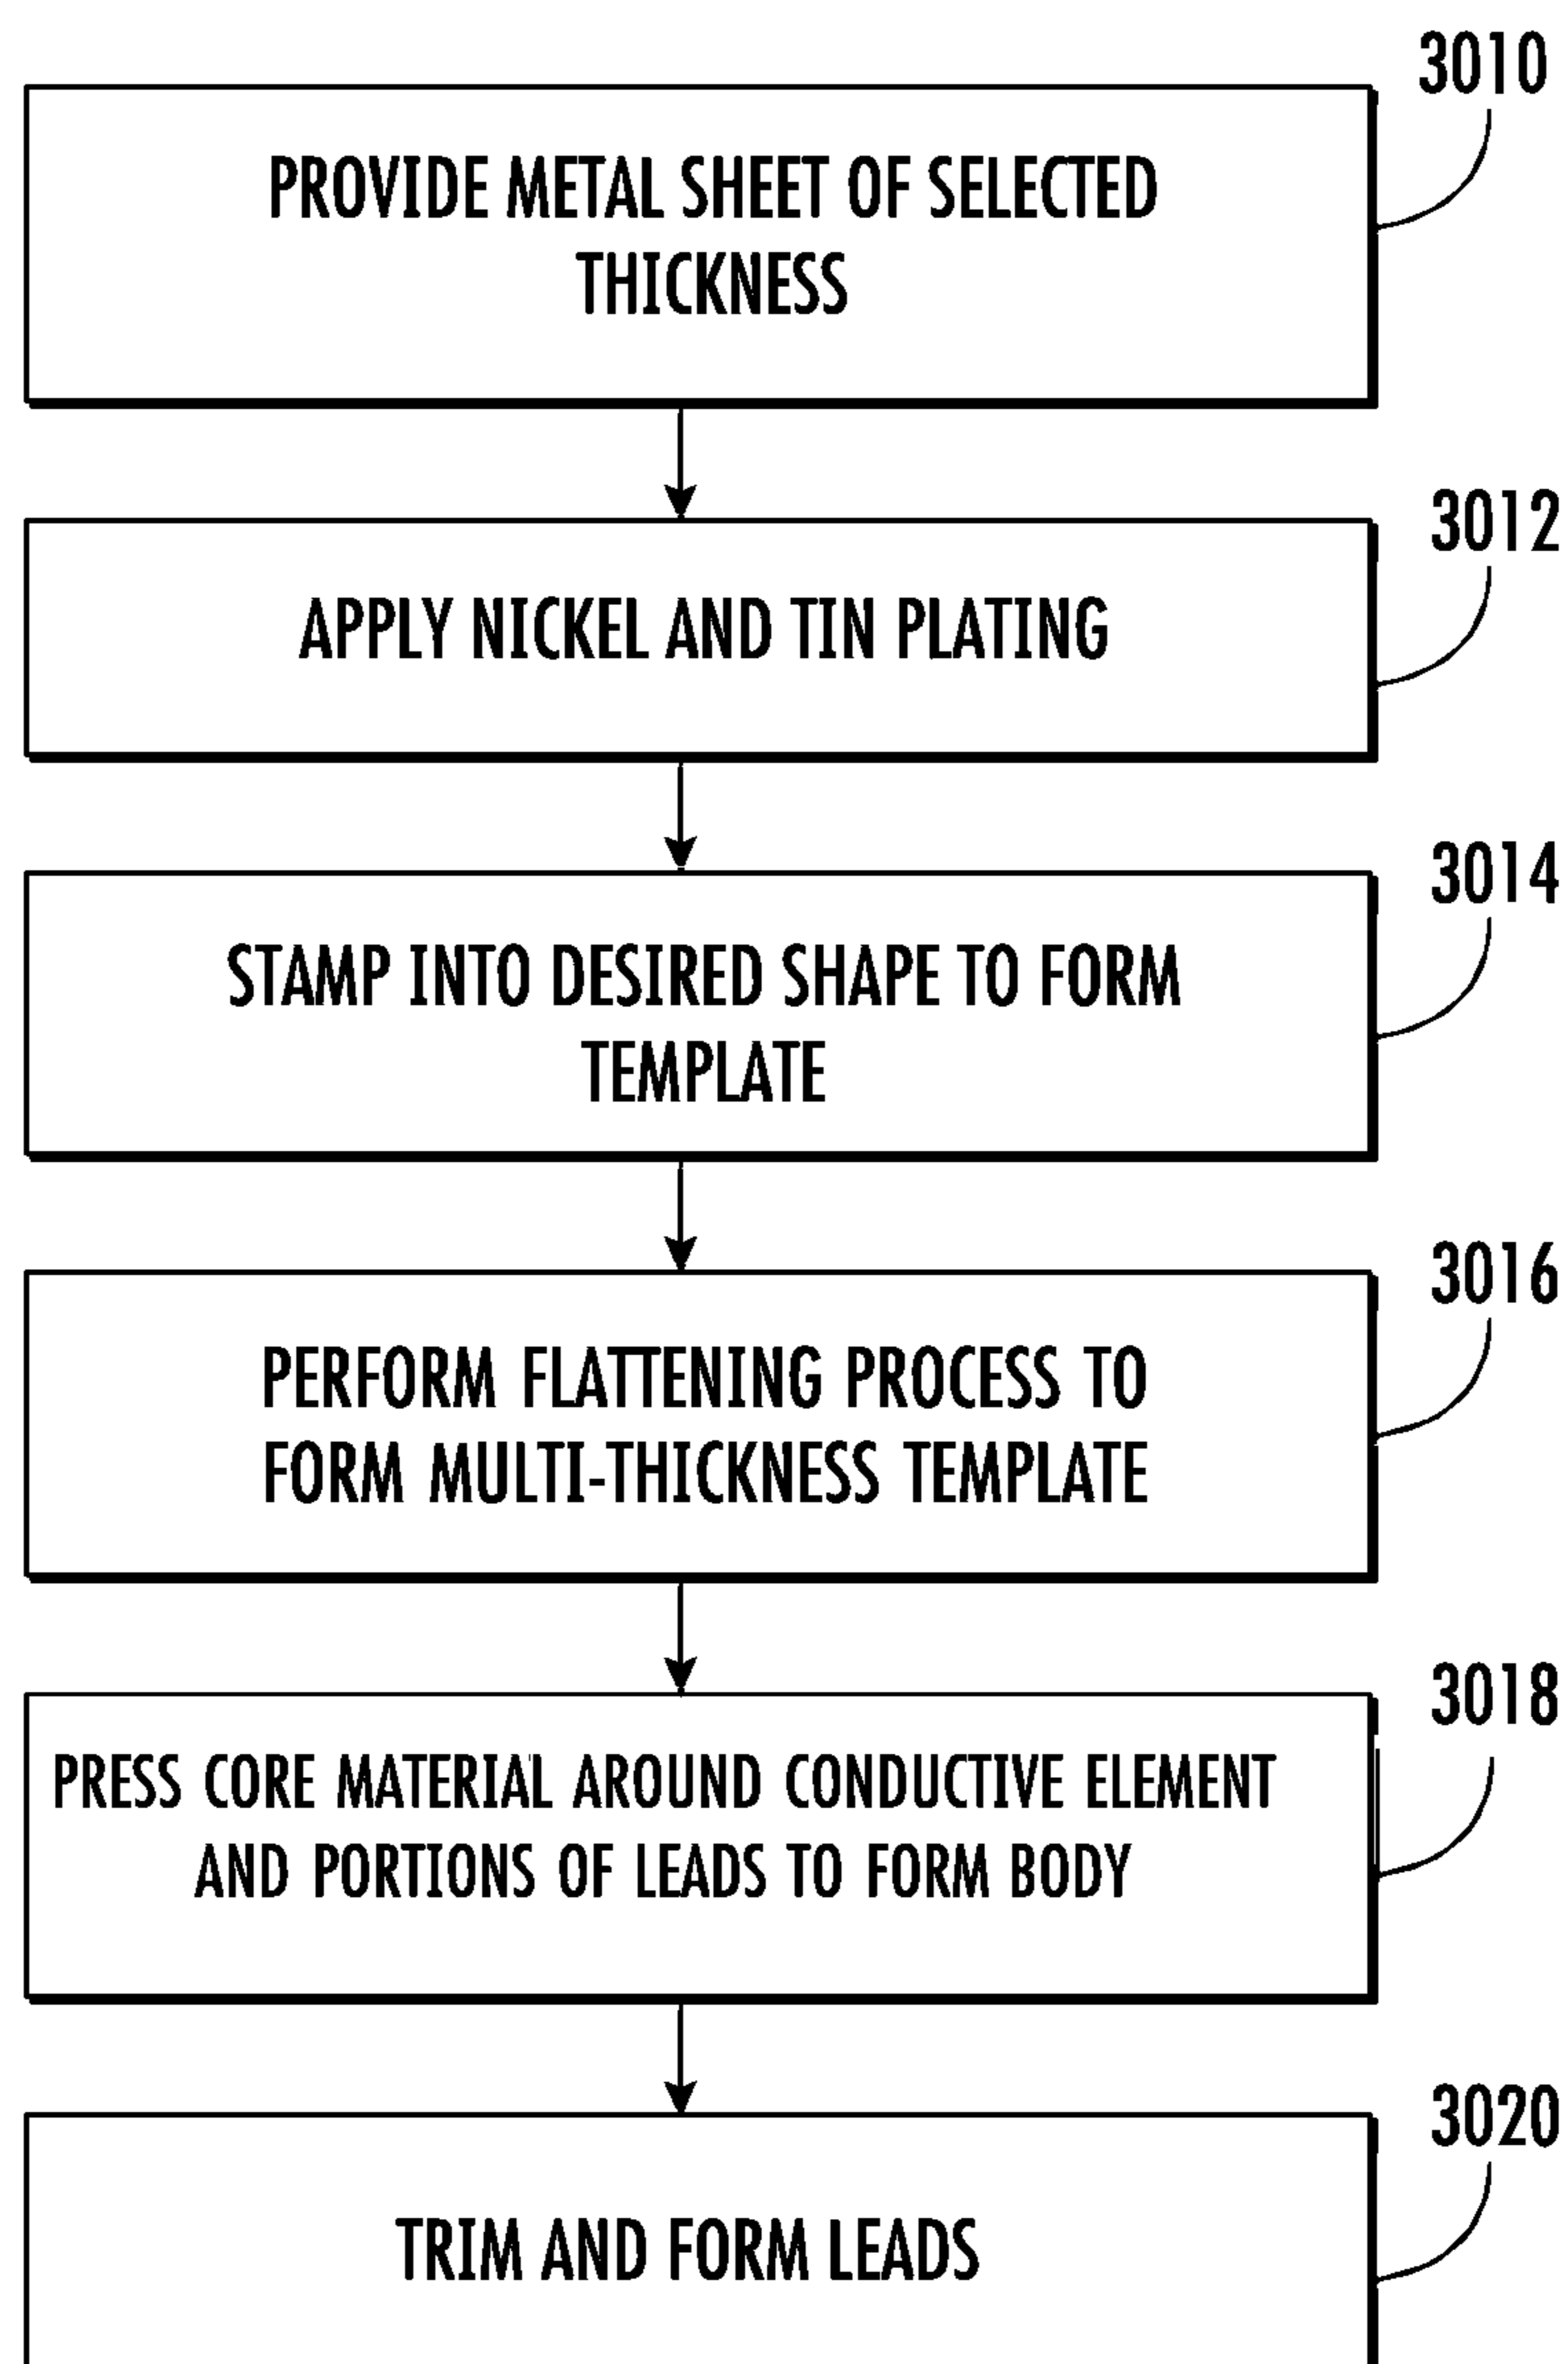 3010
PROVIDE METAL SHEET OF SELECTED
THICKNESS
3012
APPLY NICKEL AND TIN PLATING
3014
STAMP INTO DESIRED SHAPE TO FORM
TEMPLATE
3016
PERFORM FLATTENING PROCESS TO
FORM MULTI-THICKNESS TEMPLATE
3018
PRESS CORE MATERIAL AROUND CONDUCTIVE ELEMENT
AND PORTIONS OF LEADS TO FORM BODY
3020
TRIM AND FORM LEADS